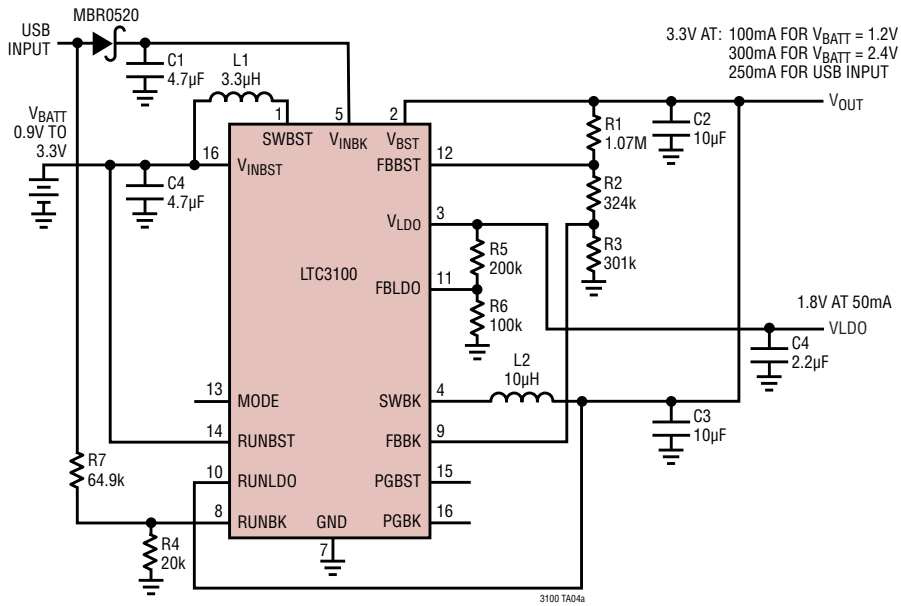 MBR0520
USB
INPUT
C1
4.7µF
L1
3.3µH
3.3V AT: 100mA FOR VBATT = 1.2V
300mA FOR VBATT = 2.4V
250mA FOR USB INPUT
VBATT
0.9V TO
3.3V
1
5
2
SWBST
VINBK
VBST
VOUT
R1
1.07M
C2
10µF
16
VINBST
FBBST
12
C4
4.7µF
R2
324k
VLDO
3
R3
301k
R5
200k
LTC3100
FBLDO
11
R6
100k
1.8V AT 50mA
VLDO
C4
2.2µF
L2
10µH
13
MODE
SWBK
4
C3
10µF
14
RUNBST
FBBK
9
R7
64.9k
10
RUNLDO
PGBST
15
8
RUNBK
GND
PGBK
16
7
R4
20k
3100 TA04a